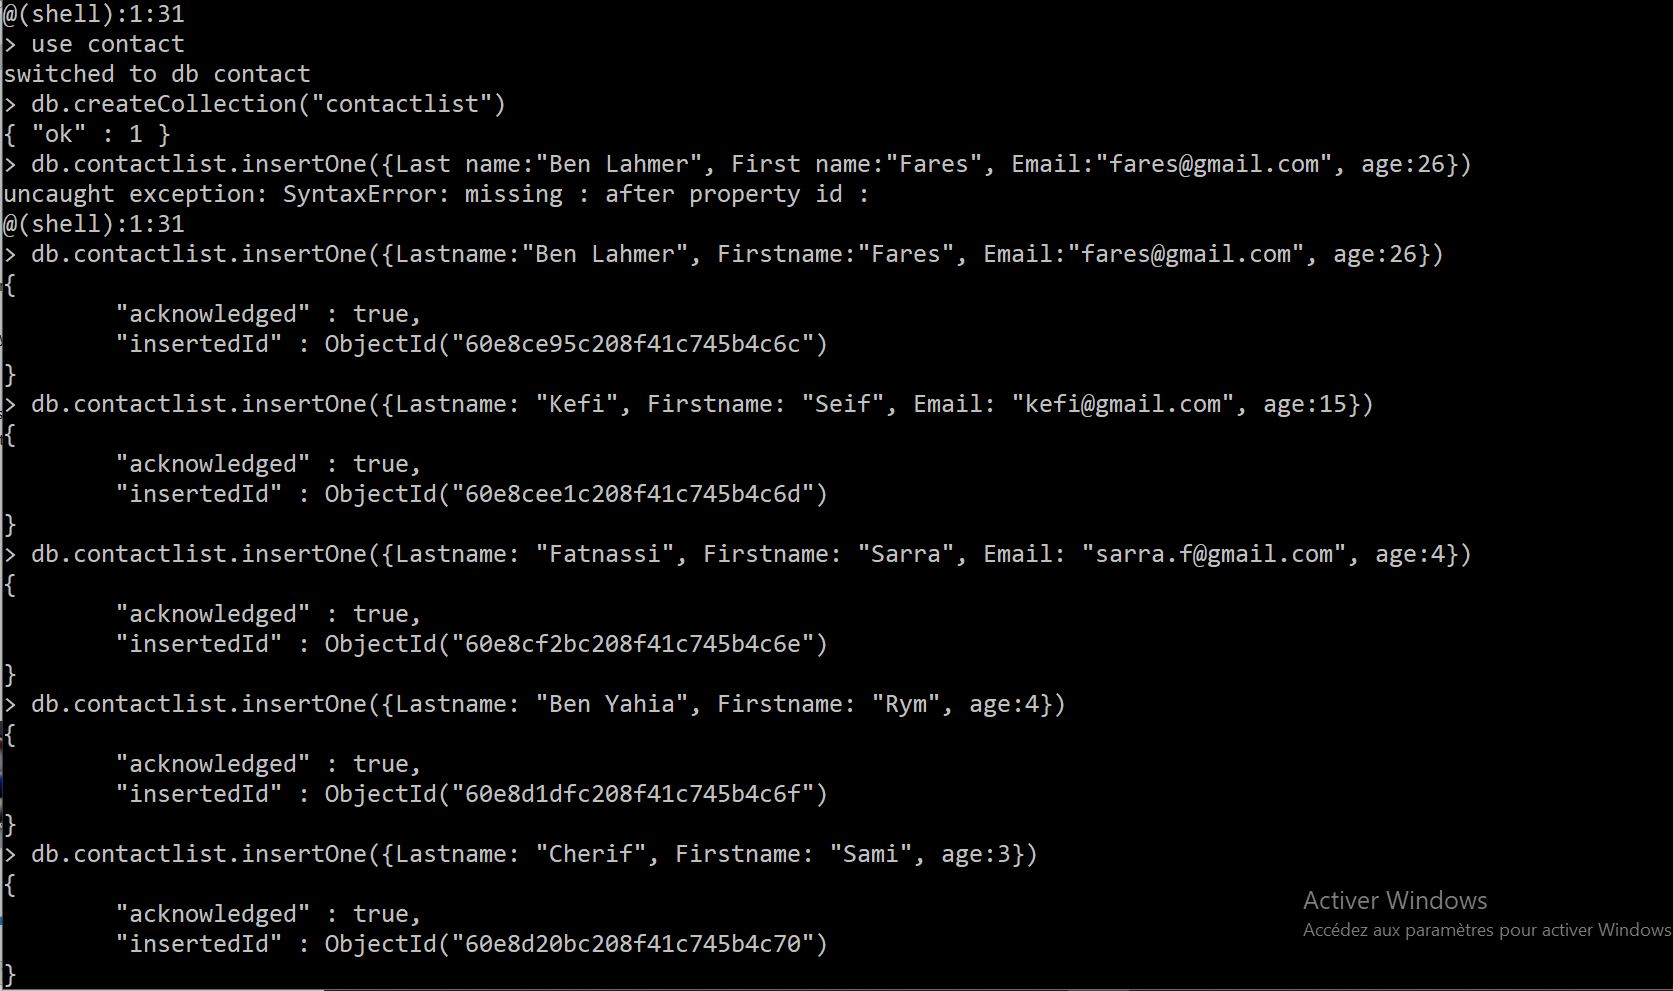 @(shell):1:31
> use contact
switched to db contact
> db.createCollection("contactlist")
{ "ok" : 1 }
> db.contactlist.insertOne({Last name:"Ben Lahmer", First name:"Fares", Email:"fares@gmail.com", age:26})
uncaught exception: SyntaxError: missing : after property id :
@(shell):1:31
> db.contactlist.insertOne({Lastname:"Ben Lahmer", Firstname:"Fares", Email:"fares@gmail.com", age:26})
{
        "acknowledged" : true,
        "insertedId" : ObjectId("60e8ce95c208f41c745b4c6c")
}
> db.contactlist.insertOne({Lastname: "Kefi", Firstname: "Seif", Email: "kefi@gmail.com", age:15})
{
        "acknowledged" : true,
        "insertedId" : ObjectId("60e8cee1c208f41c745b4c6d")
}
> db.contactlist.insertOne({Lastname: "Fatnassi", Firstname: "Sarra", Email: "sarra.f@gmail.com", age:4})
{
        "acknowledged" : true,
        "insertedId" : ObjectId("60e8cf2bc208f41c745b4c6e")
}
> db.contactlist.insertOne({Lastname: "Ben Yahia", Firstname: "Rym", age:4})
{
        "acknowledged" : true,
        "insertedId" : ObjectId("60e8d1dfc208f41c745b4c6f")
}
> db.contactlist.insertOne({Lastname: "Cherif", Firstname: "Sami", age:3})
{
        "acknowledged" : true,
        "insertedId" : ObjectId("60e8d20bc208f41c745b4c70")
}
Activer Windows
Accédez aux paramètres pour activer Windows